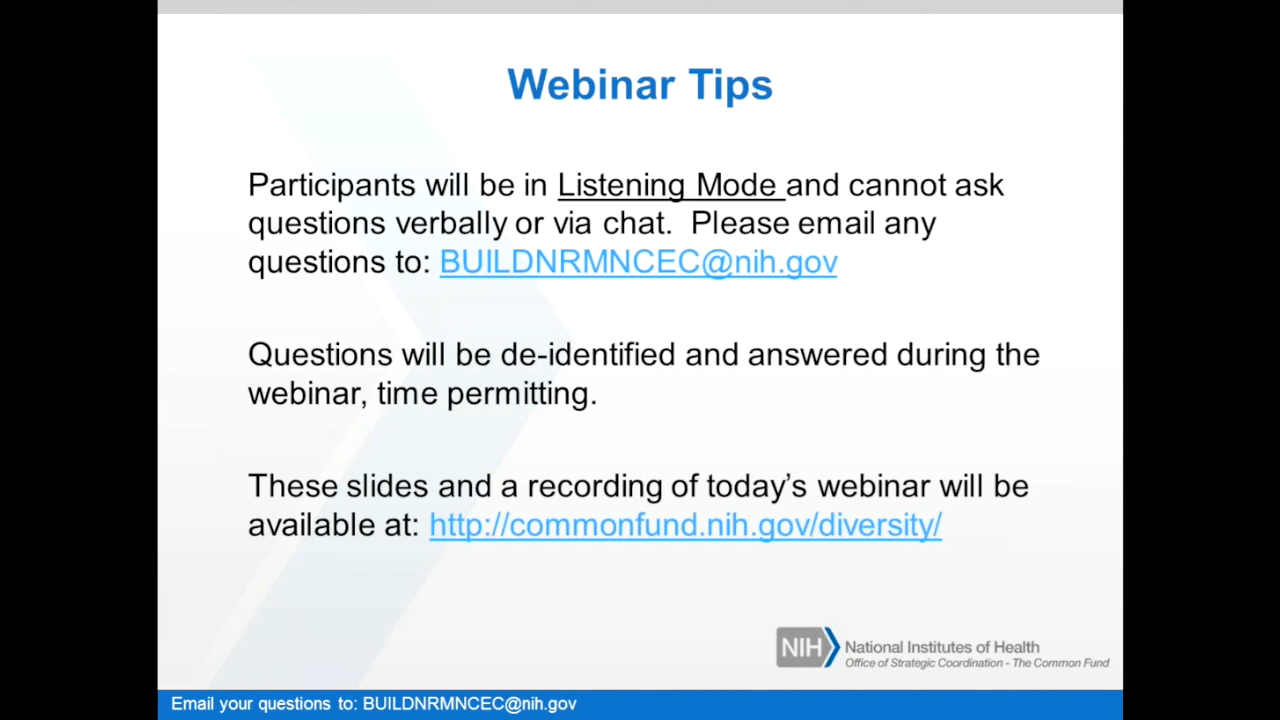 Webinar Tips
Participants will be in Listening Mode and cannot ask
questions verbally or via chat.  Please email any
questions to: BUILDNRMNCEC@nih.gov
Questions will be de-identified and answered during the
webinar, time permitting.
These slides and a recording of today’s webinar will be
available at: http://commonfund.nih.gov/diversity/
NIH
National Institutes of Health
Office of Strategic Coordination - The Common Fund
Email your questions to: BUILDNRMNCEC@nih.gov